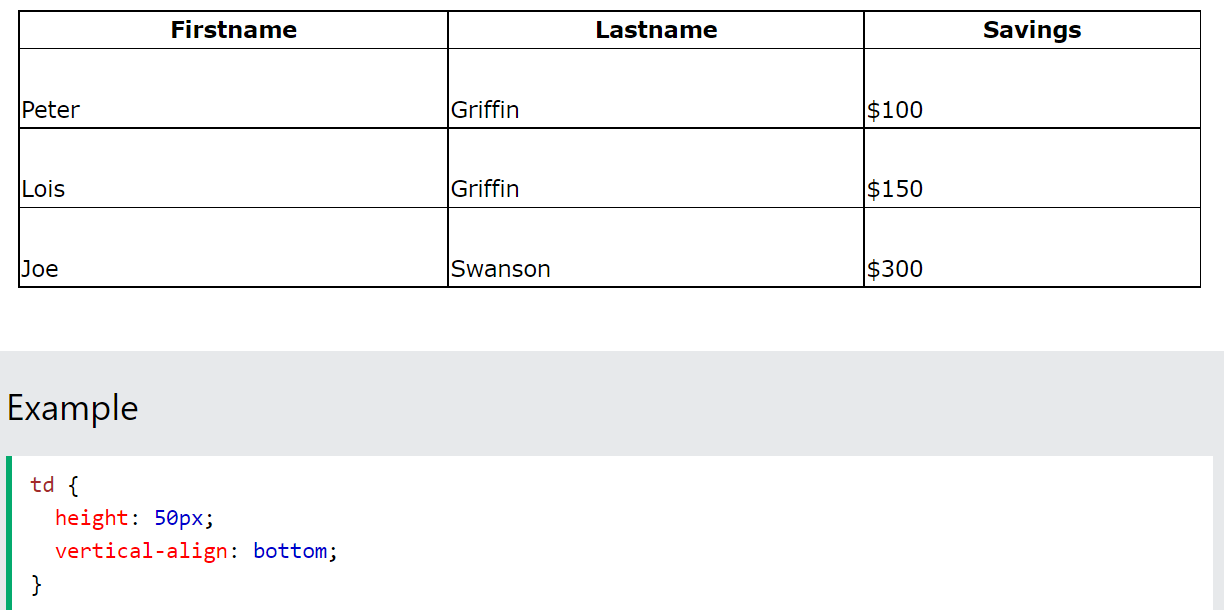 Firstname Lastname Savings
Peter Griffin $100
Lois Griffin $150
Joe Swanson $300
Example
td {
  height: 50px;
  vertical-align: bottom;
}